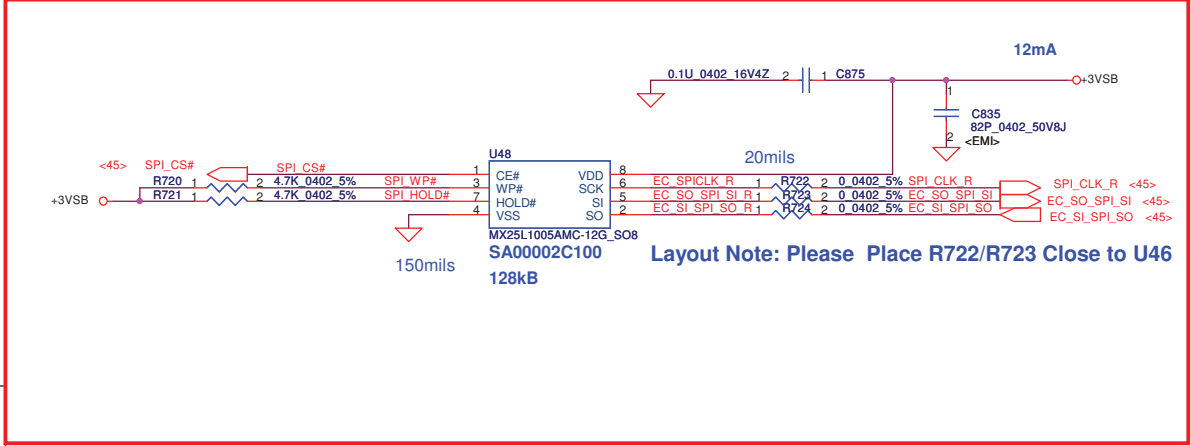 12mA
0.1U_0402_16V4Z 2 1 C875
+3VSB
1
C835
82P_0402_50V8J
2 <EMI>
<45> SPI_CS# SPI_CS#
R720 1 2 4.7K_0402_5% SPI_WP#
R721 1 2 4.7K_0402_5% SPI_HOLD#
+3VSB
150mils
U48
1 CE# VDD 8
3 WP# SCK 6
7 HOLD# SI 5
4 VSS SO 2
MX25L1005AMC-12G_SO8
SA00002C100
128kB
20mils
EC_SPICLK_R 1 R722 2 0_0402_5% SPI_CLK_R SPI_CLK_R <45>
EC_SO_SPI_SI_R 1 R723 2 0_0402_5% EC_SO_SPI_SI EC_SO_SPI_SI <45>
EC_SI_SPI_SO_R 1 R724 2 0_0402_5% EC_SI_SPI_SO EC_SI_SPI_SO <45>
Layout Note: Please Place R722/R723 Close to U46